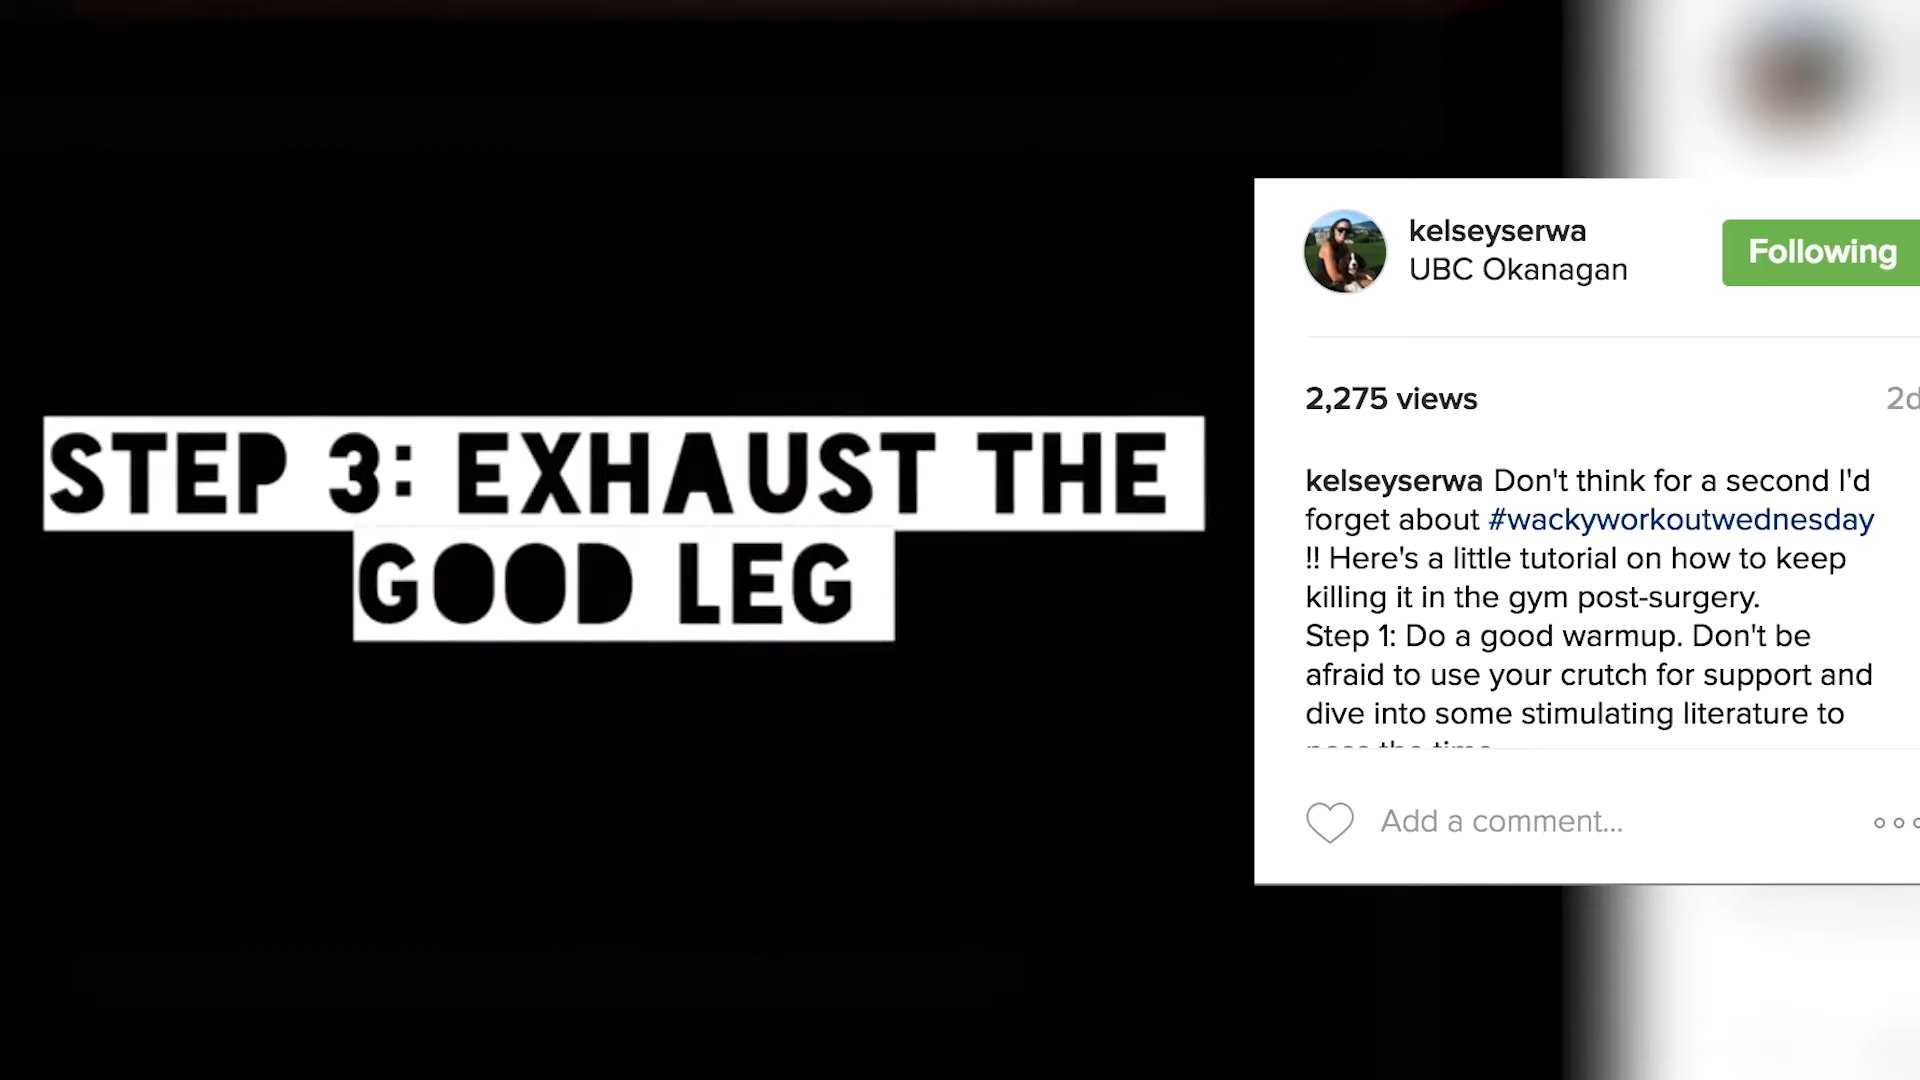 STEP 3: EXHAUST THE
GOOD LEG
kelseyserwa
UBC Okanagan
Following
2,275 views
kelseyserwa Don't think for a second I'd
forget about #wackyworkoutwednesday
!! Here's a little tutorial on how to keep
killing it in the gym post-surgery.
Step 1: Do a good warmup. Don't be
afraid to use your crutch for support and
dive into some stimulating literature to
Add a comment...